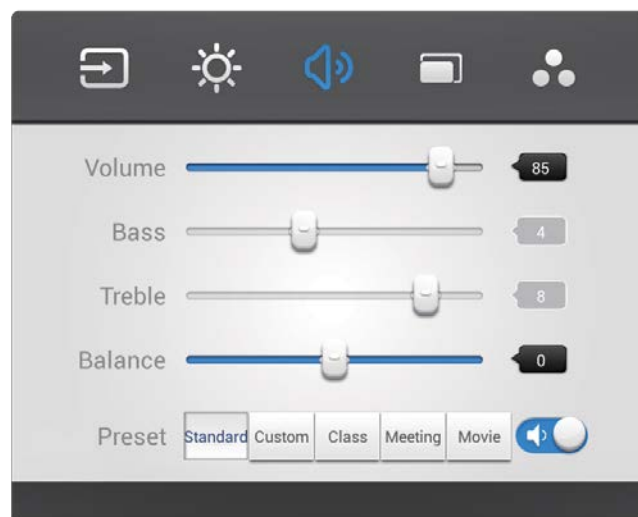 Volume 85
Bass 4
Treble 8
Balance 0
Preset Standard Custom Class Meeting Movie